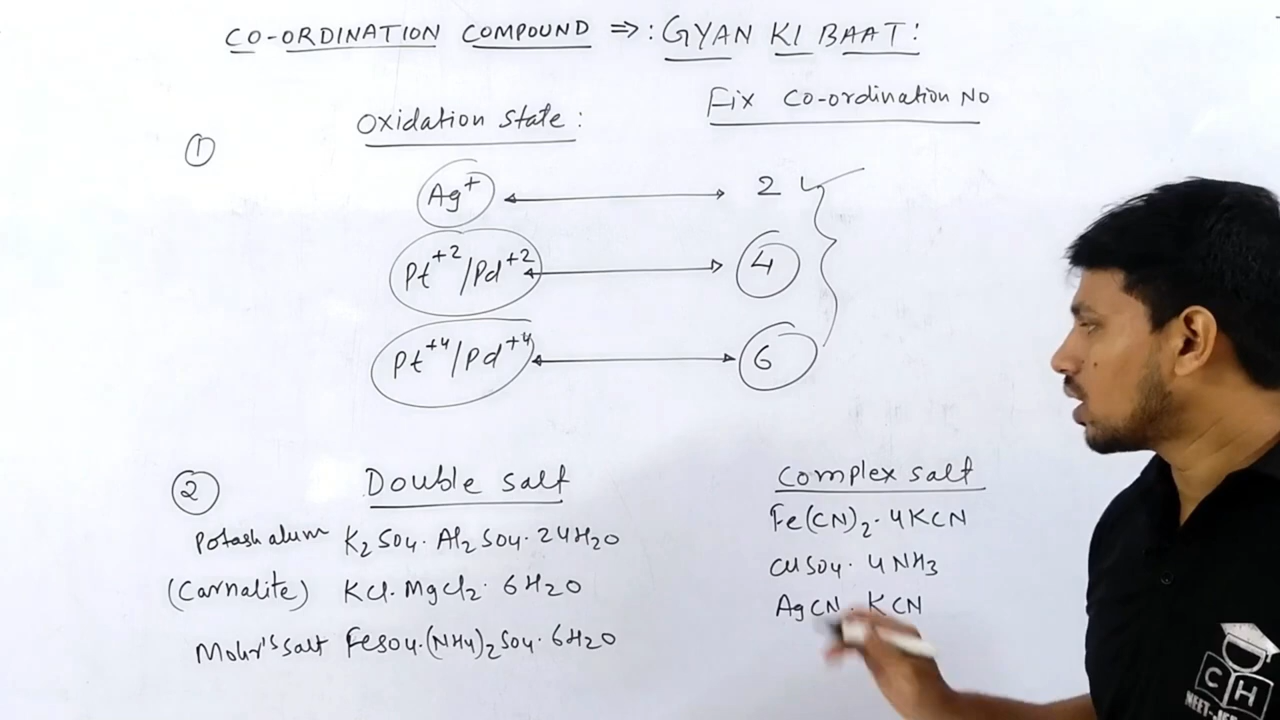 CO-ORDINATION COMPOUND ⇒ : GYAN KI BAAT :
Oxidation state : Fix Co-ordination No
①
Ag⁺ ↔ 2 ✓
Pt⁺²/Pd⁺² ↔ 4
Pt⁺⁴/Pd⁺⁴ ↔ 6
② Double salt Complex salt
Potash alum K₂SO₄·Al₂SO₄·24H₂O Fe(CN)₂·4KCN
(Carnalite) KCl·MgCl₂·6H₂O CuSO₄·4NH₃
Mohr's salt FeSO₄·(NH₄)₂SO₄·6H₂O AgCN·KCN
CH